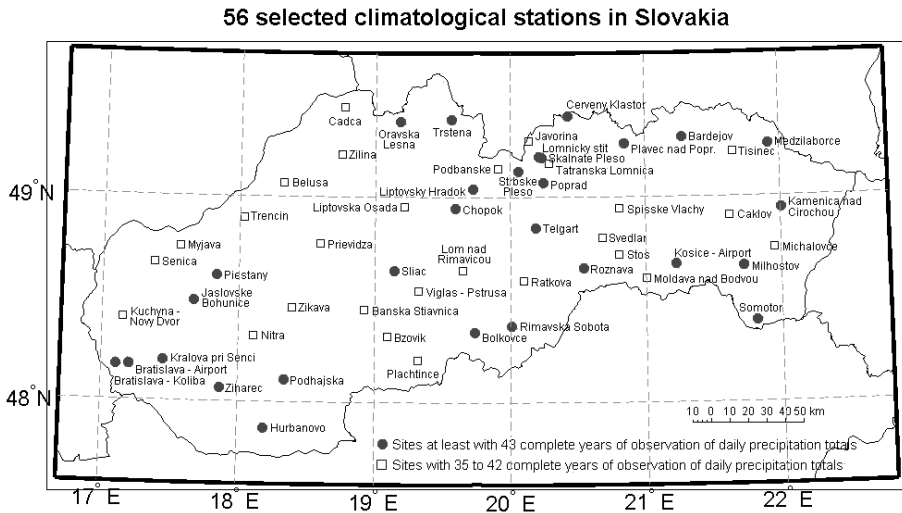 56 selected climatological stations in Slovakia
Cadca
Oravska
Lesna
Trstena
Cerveny Klastor
Javorina
Lomnicky stit
Skalnate Pleso
Tatranska Lomnica
Plavec nad Popr.
Bardejov
Medzilaborce
Tisinec
Zilina
Podbanske
Strbske
Pleso
Poprad
Belusa
Liptovsky Hradok
49°N
Trencin
Liptovska Osada
Chopok
Spisske Vlachy
Caklov
Kamenica nad
Cirochou
Telgart
Myjava
Prievidza
Lom nad
Rimavicou
Svedlar
Stos
Kosice - Airport
Michalovce
Senica
Piestany
Sliac
Roznava
Milhostov
Moldava nad Bodvou
Jaslovske
Bohunice
Viglas - Pstrusa
Ratkova
Kuchyna -
Novy Dvor
Zikava
Banska Stiavnica
Somotor
Nitra
Bzovik
Bolkovce
Rimavska Sobota
Kralova pri Senci
Bratislava - Airport
Bratislava - Koliba
Plachtince
Zihárec
Podhajska
48°N
Hurbanovo
10 0 10 20 30 40 50 km
Sites at least with 43 complete years of observation of daily precipitation totals
Sites with 35 to 42 complete years of observation of daily precipitation totals
17° E
18° E
19° E
20° E
21° E
22° E